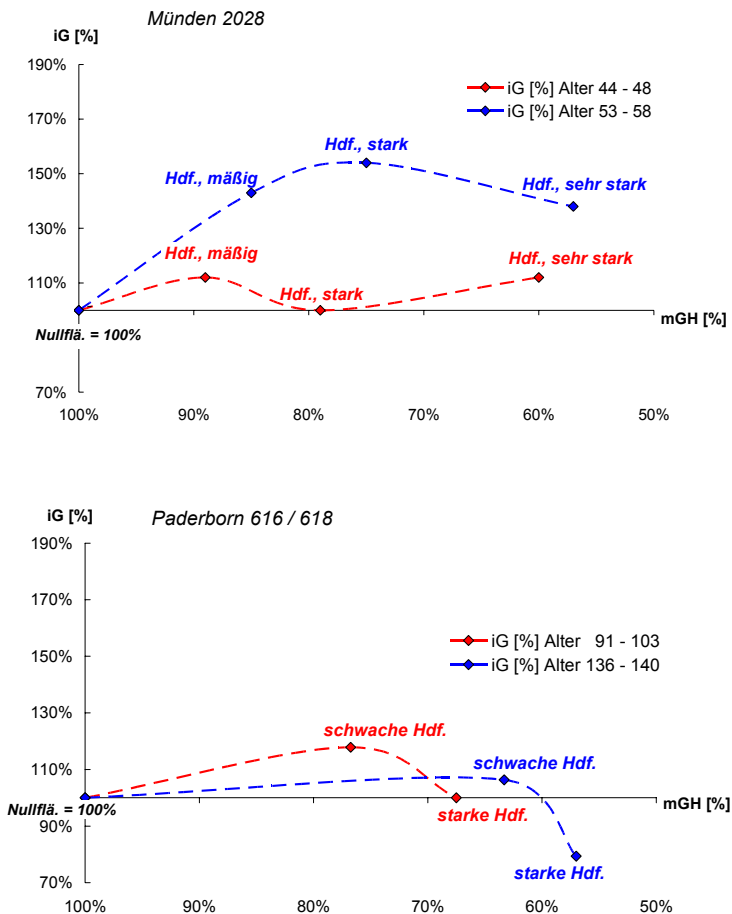 Münden 2028
iG [%]
190%
170%
150%
130%
110%
70%
iG [%] Alter 44 - 48
iG [%] Alter 53 - 58
Hdf., stark
Hdf., mäßig
Hdf., sehr stark
Hdf., mäßig
Hdf., sehr stark
Hdf., stark
mGH [%]
Nullflä. = 100%
100%
90%
80%
70%
60%
50%
iG [%]
Paderborn 616 / 618
190%
170%
150%
130%
110%
90%
70%
iG [%] Alter 91 - 103
iG [%] Alter 136 - 140
schwache Hdf.
schwache Hdf.
mGH [%]
Nullflä. = 100%
starke Hdf.
starke Hdf.
100%
90%
80%
70%
60%
50%